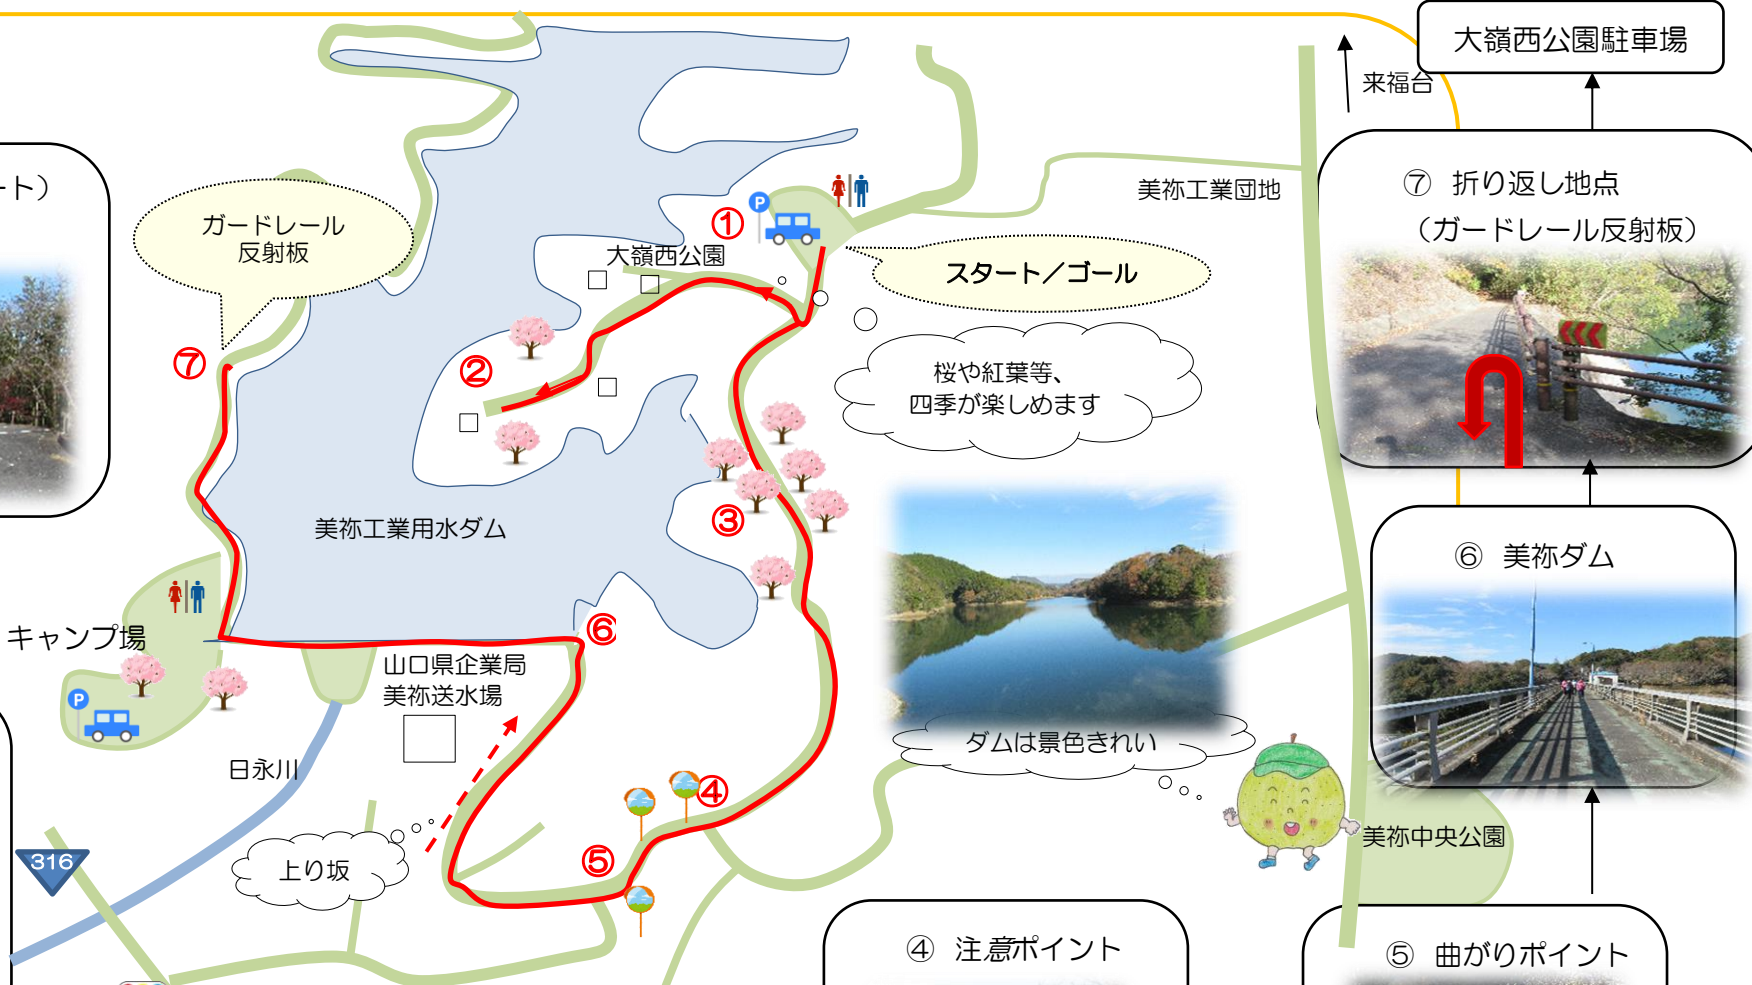 大嶺西公園駐車場
来福台
ート）
⑦ 折り返し地点
（ガードレール反射板）
美祢工業団地
ガードレール
反射板
P
①
大嶺西公園
スタート／ゴール
⑦
②
桜や紅葉等、
四季が楽しめます
③
美祢工業用水ダム
⑥ 美祢ダム
⑥
キャンプ場
山口県企業局
美祢送水場
P
ダムは景色きれい
日永川
④
美祢中央公園
316
上り坂
⑤
④ 注意ポイント
⑤ 曲がりポイント